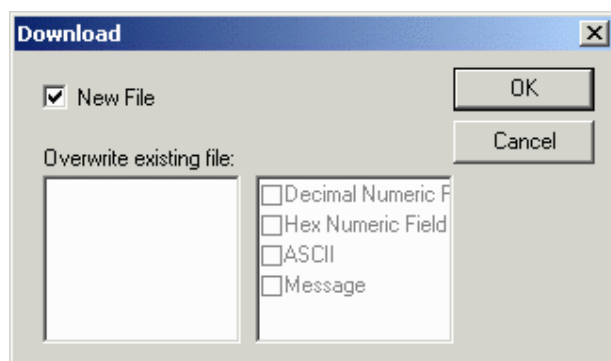 Download
New File
OK
Cancel
Overwrite existing file:
Decimal Numeric F
Hex Numeric Field
ASCII
Message